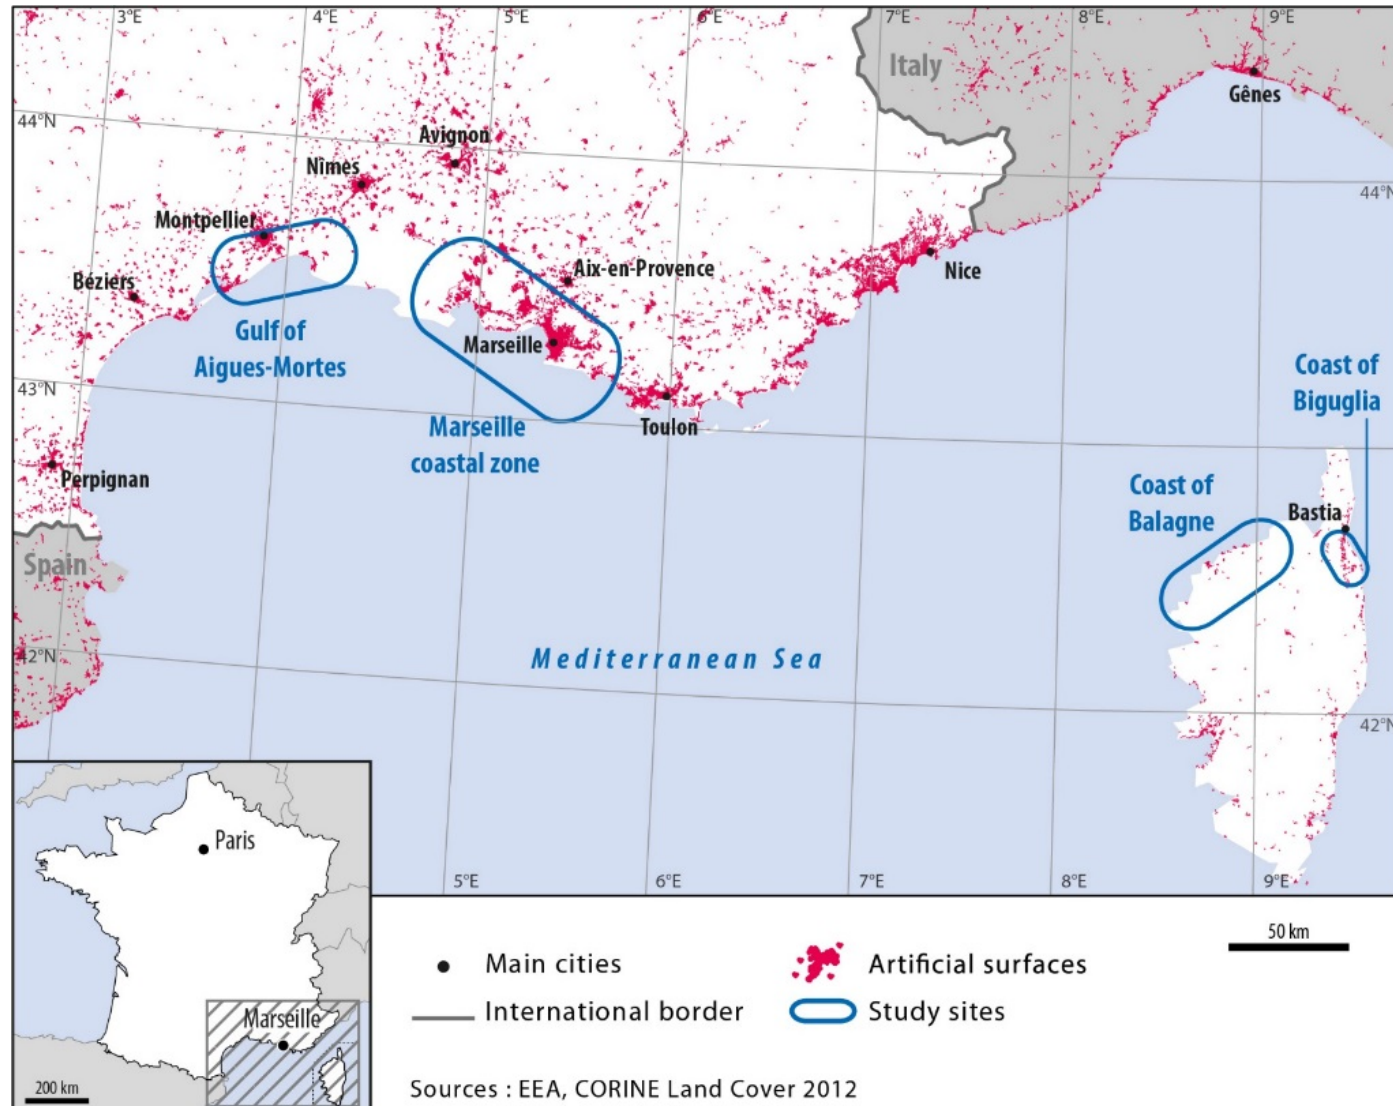 3°E
4°E
5°E
6°E
7°E
8°E
9°E
Italy
Gênes
44°N
Avignon
Nîmes
44°N
Montpellier
Béziers
Aix-en-Provence
Nice
Gulf of
Aigues-Mortes
Marseille
43°N
Coast of
Biguglia
Marseille
coastal zone
Toulon
Perpignan
Coast of
Balagne
Bastia
Spain
42°N
Mediterranean Sea
42°N
Paris
5°E
6°E
7°E
8°E
9°E
50 km
Main cities
Artificial surfaces
International border
Study sites
Marseille
200 km
Sources : EEA, CORINE Land Cover 2012